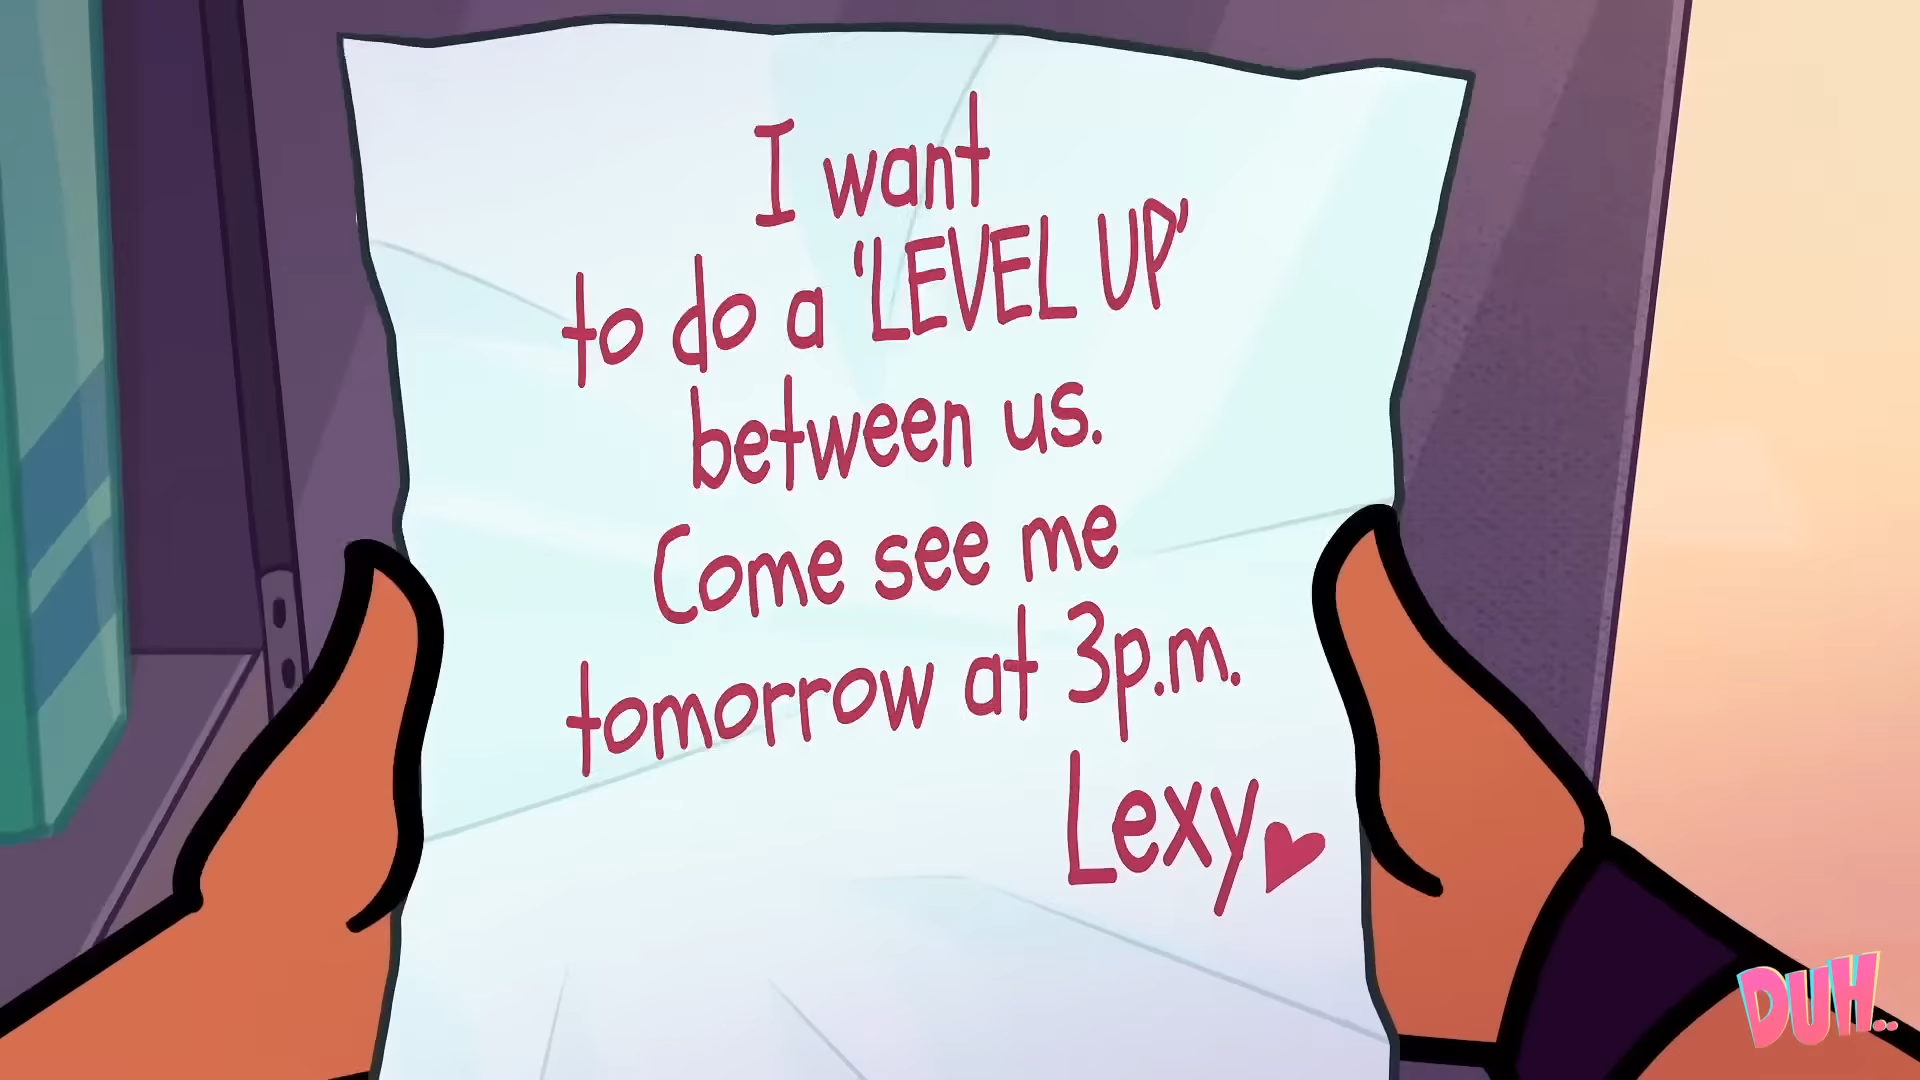 I want
to do a 'LEVEL UP'
between us.
Come see me
tomorrow at 3p.m.
Lexy
DUH..